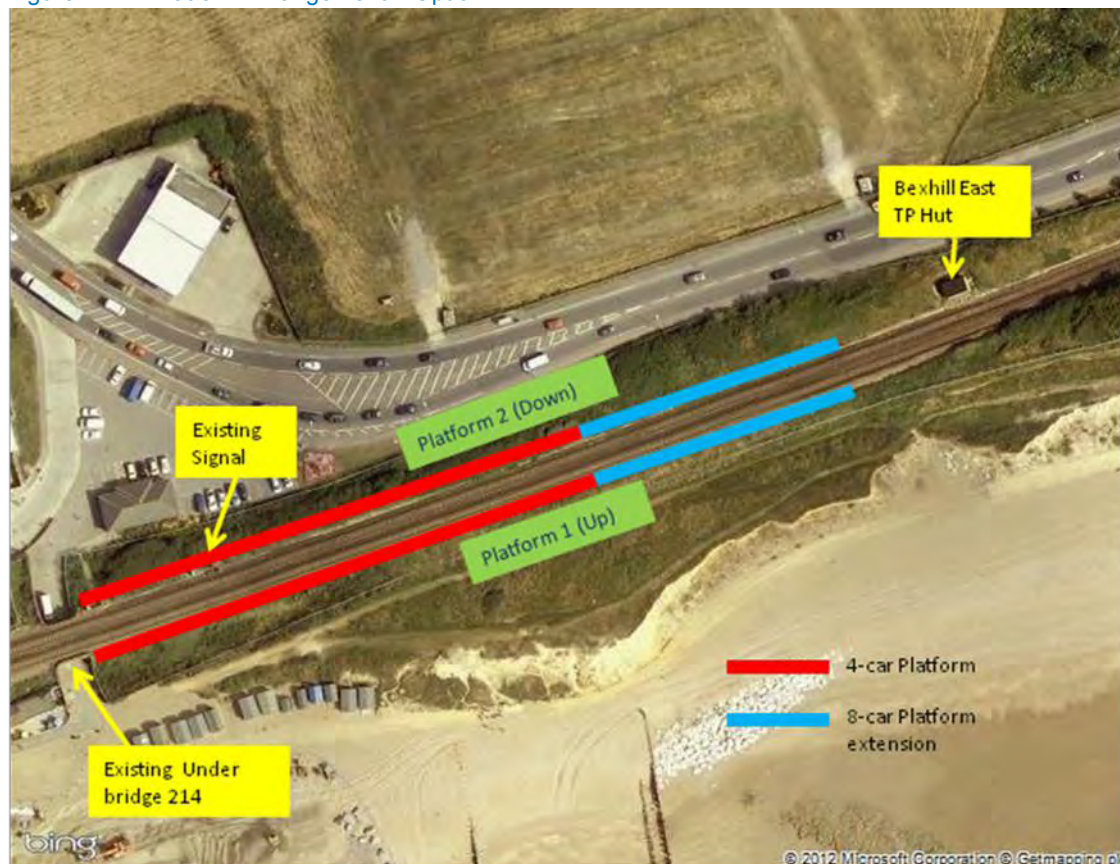 Bexhill East
TP Hut
Existing
Signal
Platform 2 (Down)
Platform 1 (Up)
4-car Platform
8-car Platform
extension
Existing Under
bridge 214
bing
© 2012 Microsoft Corporation © Getmapping